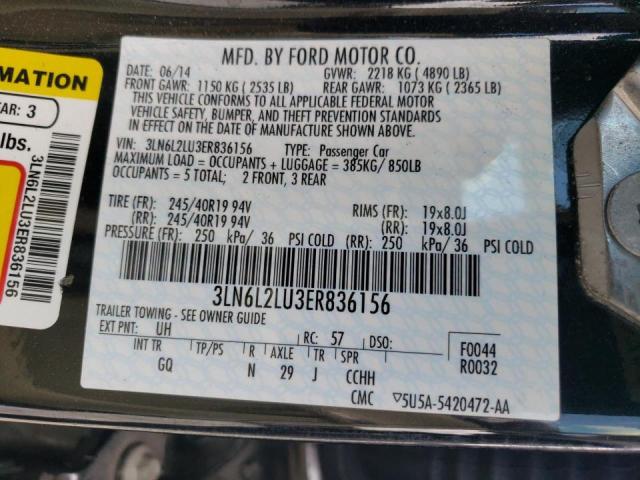 MFD. BY FORD MOTOR CO.
DATE: 06/14 GVWR: 2218 KG ( 4890 LB)
FRONT GAWR: 1150 KG ( 2535 LB) REAR GAWR: 1073 KG ( 2365 LB)
THIS VEHICLE CONFORMS TO ALL APPLICABLE FEDERAL MOTOR
VEHICLE SAFETY, BUMPER, AND THEFT PREVENTION STANDARDS
IN EFFECT ON THE DATE OF MANUFACTURE SHOWN ABOVE.
VIN: 3LN6L2LU3ER836156 TYPE: Passenger Car
MAXIMUM LOAD = OCCUPANTS + LUGGAGE = 385KG/ 850LB
OCCUPANTS = 5 TOTAL; 2 FRONT, 3 REAR
TIRE (FR): 245/40R19 94V RIMS (FR): 19x8.0J
(RR): 245/40R19 94V (RR): 19x8.0J
PRESSURE (FR): 250 kPa/ 36 PSI COLD (RR): 250 kPa/ 36 PSI COLD
3LN6L2LU3ER836156
TRAILER TOWING - SEE OWNER GUIDE
EXT PNT: UH RC: 57 DSO:
F0044
R0032
INT TR TP/PS R AXLE TR SPR
GQ N 29 J CCHH
CMC ▽5U5A-5420472-AA
RMATION
EAR: 3
lbs.
3LN6L2LU3ER836156